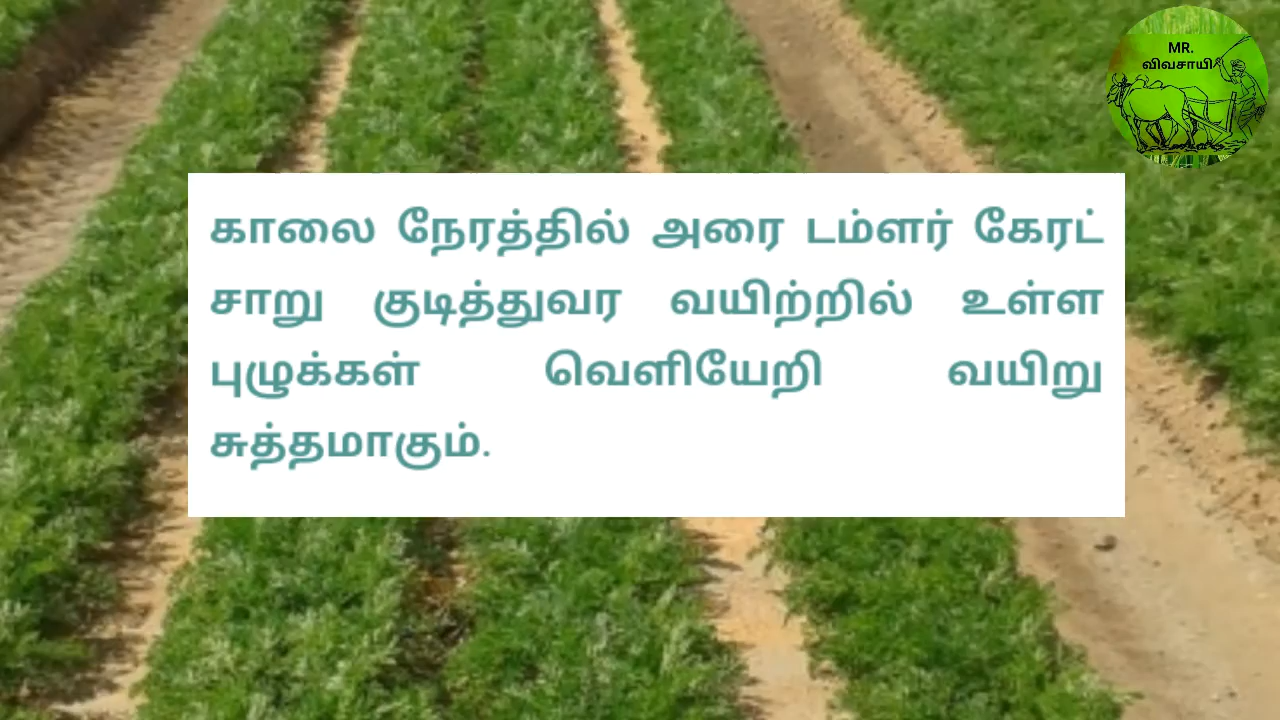 MR.
விவசாயி
காலை நேரத்தில் அரை டம்ளர் கேரட்
சாறு குடித்துவர வயிற்றில் உள்ள
புழுக்கள் வெளியேறி வயிறு
சுத்தமாகும்.